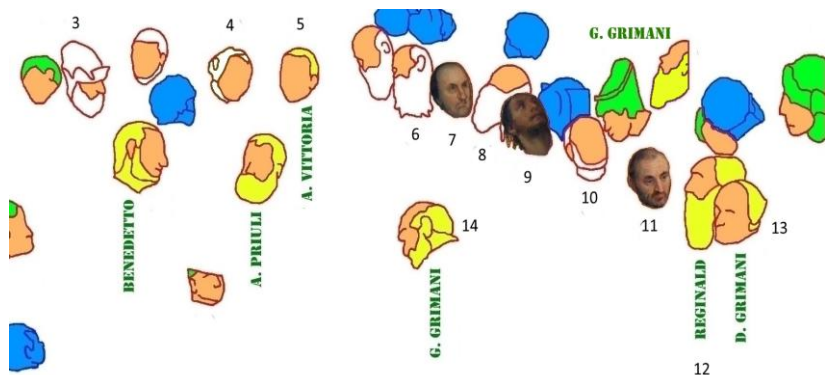 3
4
5
G. GRIMANI
6
7
8
9
10
11
A. VITTORIA
BENEDETTO
A. PRIULI
14
13
G. GRIMANI
REGINALD
D. GRIMANI
12